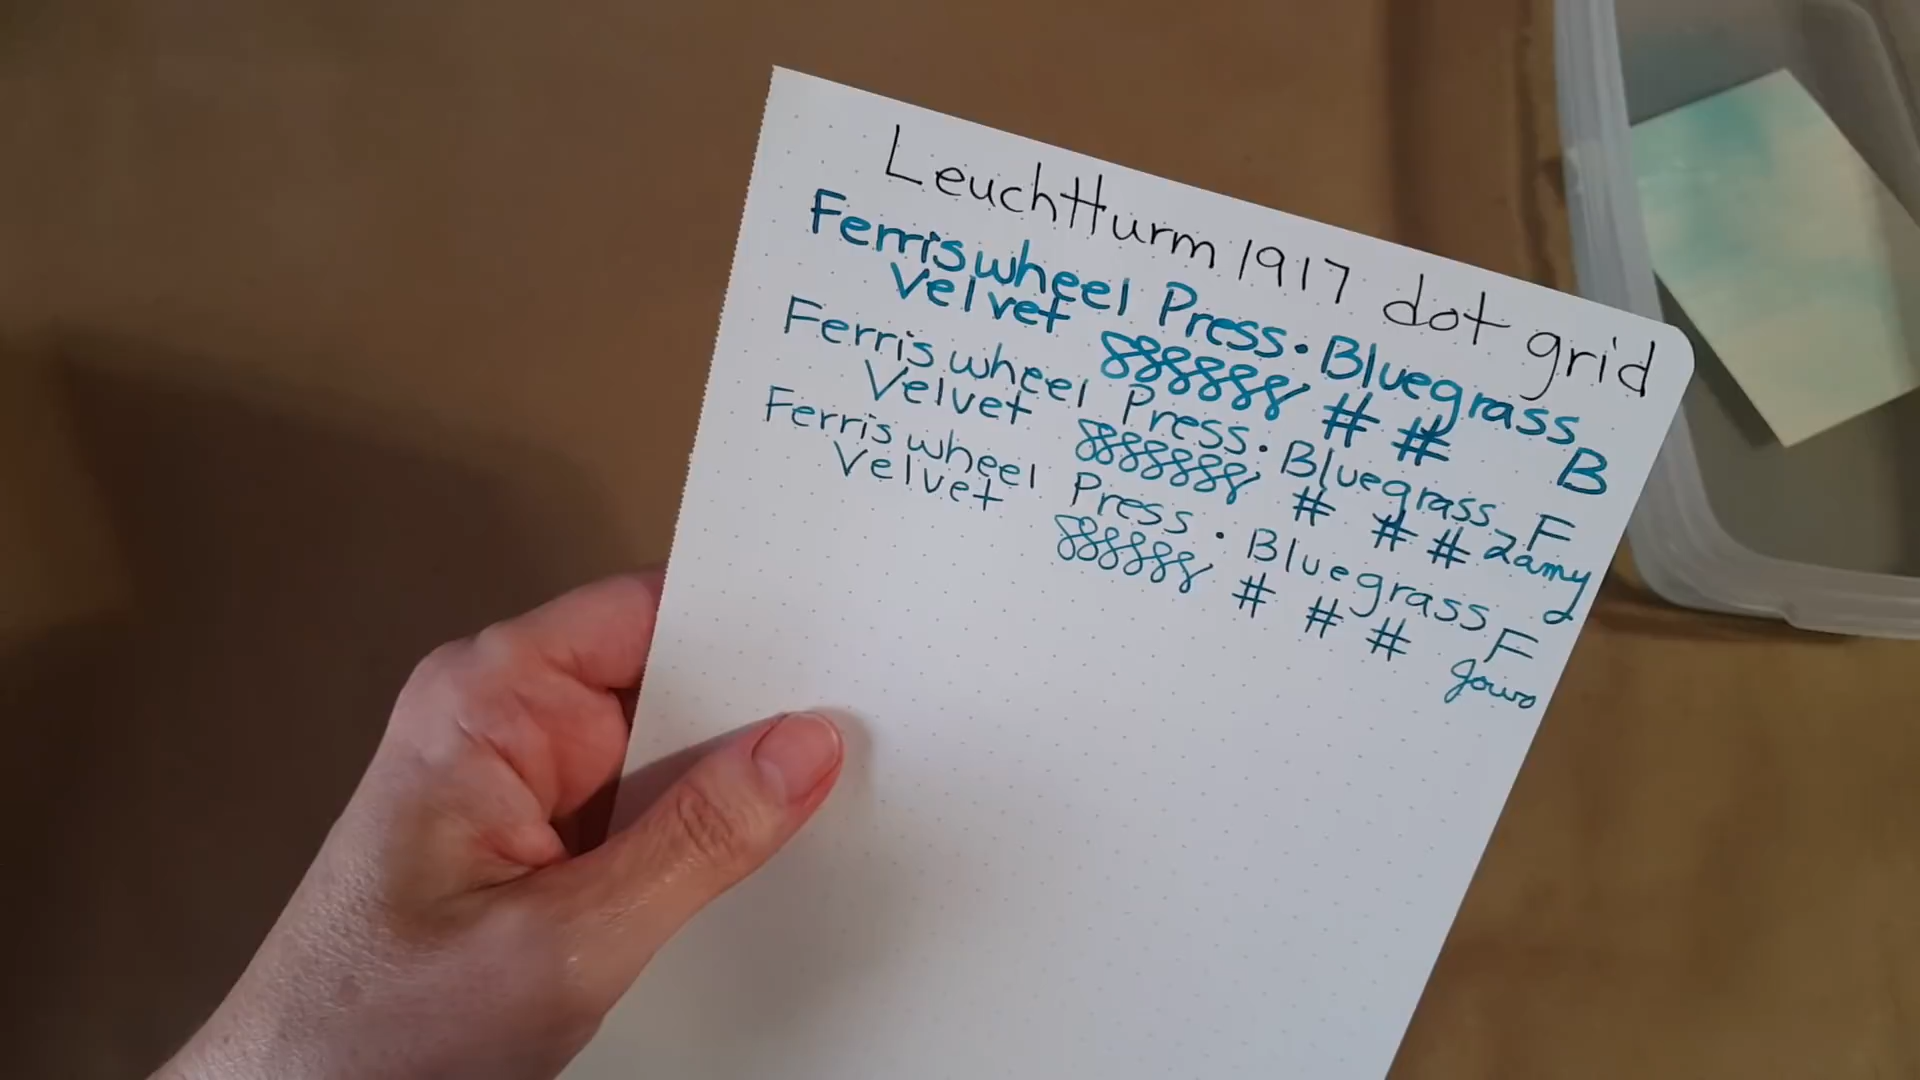 Leuchtturm 1917 dot grid
Ferriswheel Press · Bluegrass
Velvet 888888 # # B
Ferris wheel Press · Bluegrass F
Velvet 8888888 # # # Lamy
Ferris wheel Press · Bluegrass F
Velvet 888888 # # # Jowo